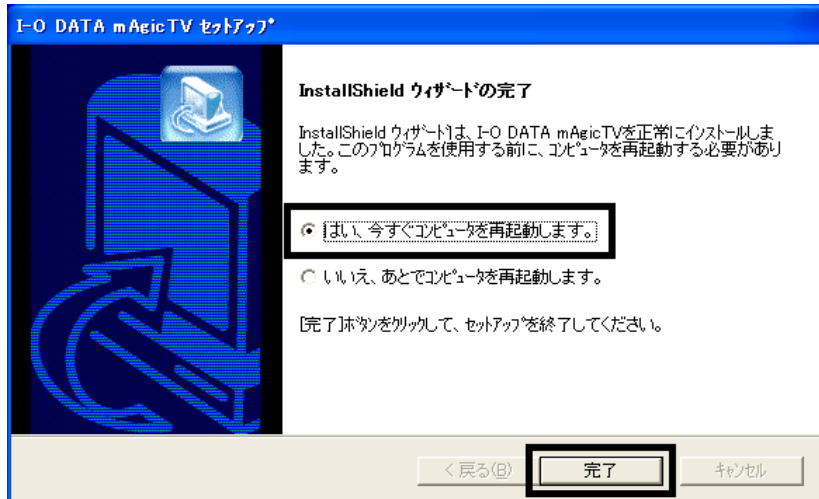 I-O DATA mAgicTV セットアップ
InstallShield ウィザードの完了
InstallShield ウィザードは、I-O DATA mAgicTVを正常にインストールしま
した。このプログラムを使用する前に、コンピュータを再起動する必要があり
ます。
はい、今すぐコンピュータを再起動します。
いいえ、あとでコンピュータを再起動します。
[完了]ボタンをクリックして、セットアップを終了してください。
< 戻る(B)
完了
キャンセル